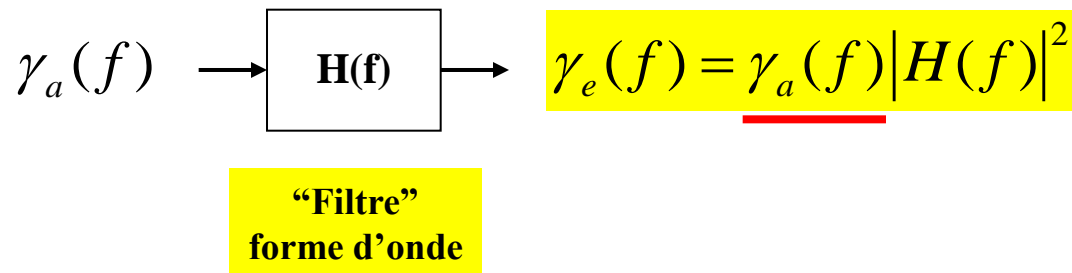 γₐ(f) H(f) γₑ(f) = γₐ(f)|H(f)|²
“Filtre”
forme d’onde